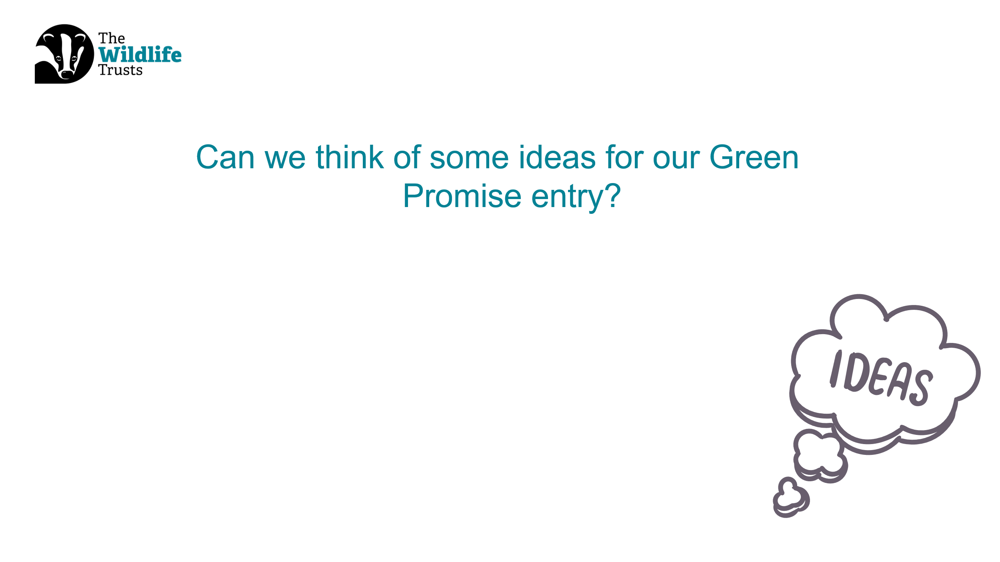 The
Wildlife
Trusts
Can we think of some ideas for our Green
Promise entry?
IDEAS